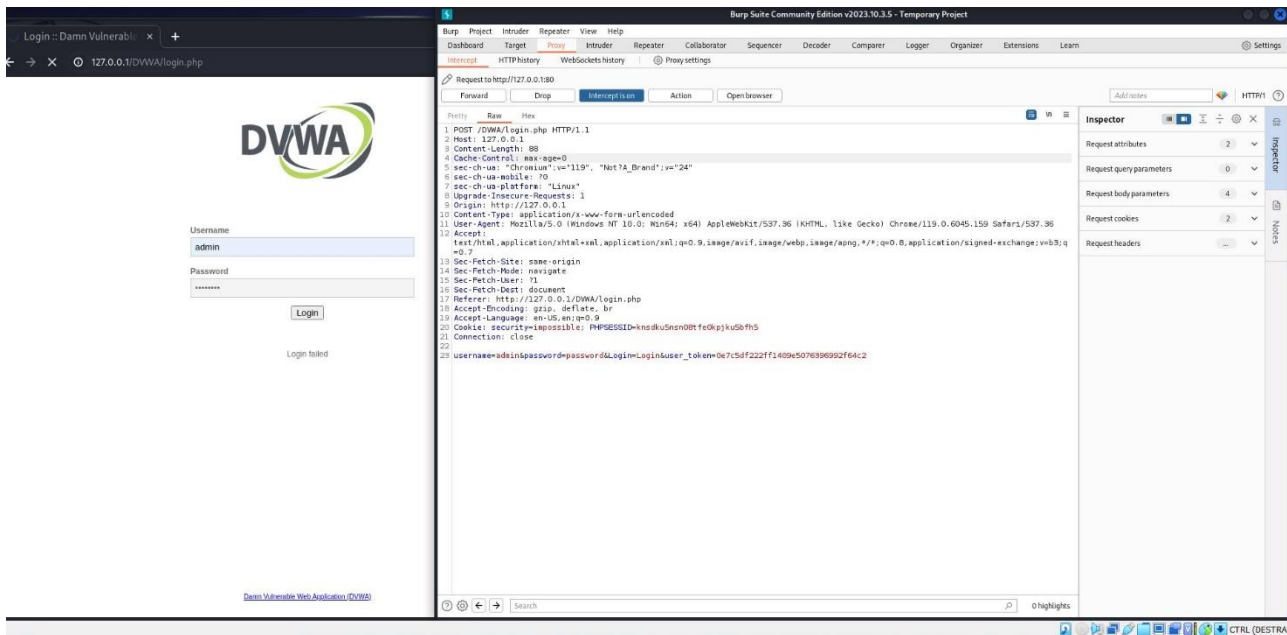 Login :: Damn Vulnerable
127.0.0.1/DVWA/login.php
DVWA
Username
admin
Password
••••••••
Login
Login failed
Damn Vulnerable Web Application (DVWA)
Burp Suite Community Edition v2023.10.3.5 - Temporary Project
Burp Project Intruder Repeater View Help
Dashboard Target Proxy Intruder Repeater Collaborator Sequencer Decoder Comparer Logger Organizer Extensions Learn Settings
Intercept HTTP history WebSockets history Proxy settings
Request to http://127.0.0.1:80
Forward Drop Intercept is on Action Open browser Add notes HTTP/1
Pretty Raw Hex
1 POST /DVWA/login.php HTTP/1.1
2 Host: 127.0.0.1
3 Content-Length: 88
4 Cache-Control: max-age=0
5 sec-ch-ua: "Chromium";v="119", "Not?A_Brand";v="24"
6 sec-ch-ua-mobile: ?0
7 sec-ch-ua-platform: "Linux"
8 Upgrade-Insecure-Requests: 1
9 Origin: http://127.0.0.1
10 Content-Type: application/x-www-form-urlencoded
11 User-Agent: Mozilla/5.0 (Windows NT 10.0; Win64; x64) AppleWebKit/537.36 (KHTML, like Gecko) Chrome/119.0.6045.159 Safari/537.36
12 Accept:
text/html,application/xhtml+xml,application/xml;q=0.9,image/avif,image/webp,image/apng,*/*;q=0.8,application/signed-exchange;v=b3;q
=0.7
13 Sec-Fetch-Site: same-origin
14 Sec-Fetch-Mode: navigate
15 Sec-Fetch-User: ?1
16 Sec-Fetch-Dest: document
17 Referer: http://127.0.0.1/DVWA/login.php
18 Accept-Encoding: gzip, deflate, br
19 Accept-Language: en-US,en;q=0.9
20 Cookie: security=impossible; PHPSESSID=knsdku5nsn08tfe0kpjku5bfh5
21 Connection: close
22
23 username=admin&password=password&Login=Login&user_token=0e7c5df222ff1409e5076396992f64c2
Search 0 highlights
Inspector
Request attributes 2
Request query parameters 0
Request body parameters 4
Request cookies 2
Request headers ...
Inspector
Notes
CTRL (DESTRA